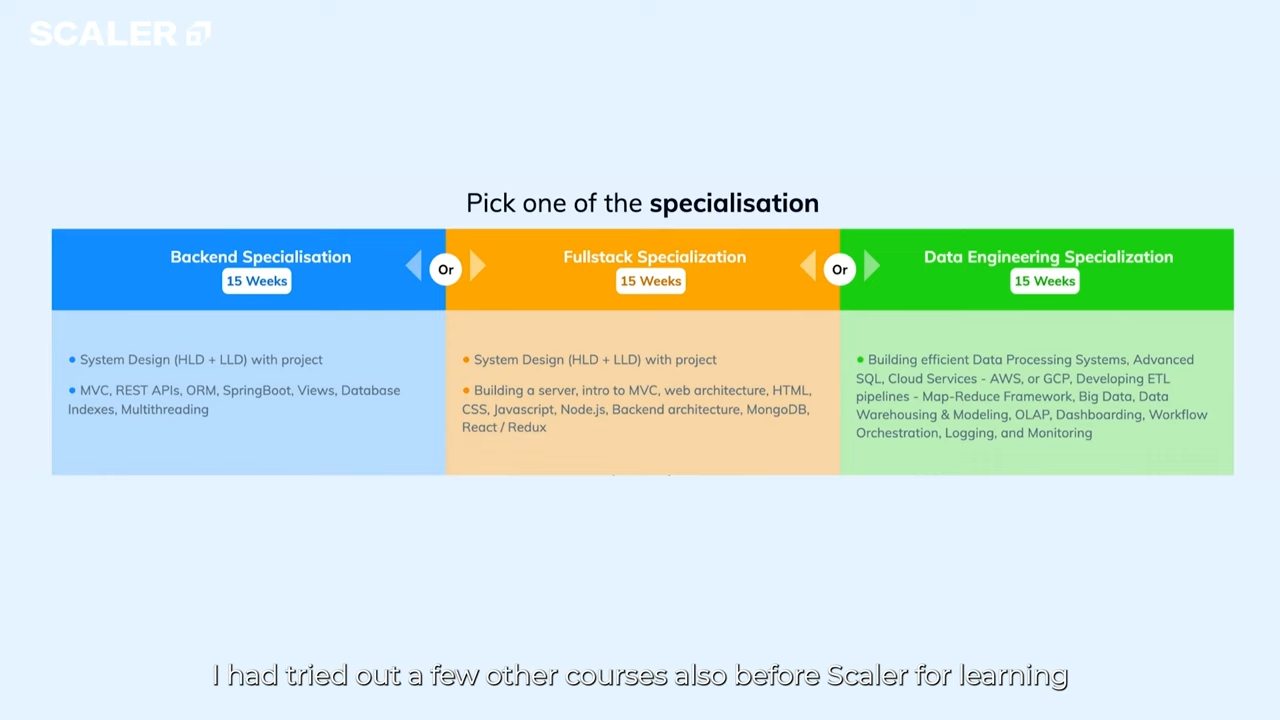 SCALER
Pick one of the specialisation
Backend Specialisation
15 Weeks
Or
Fullstack Specialization
15 Weeks
Or
Data Engineering Specialization
15 Weeks
• System Design (HLD + LLD) with project
• MVC, REST APIs, ORM, SpringBoot, Views, Database
Indexes, Multithreading
• System Design (HLD + LLD) with project
• Building a server, intro to MVC, web architecture, HTML,
CSS, Javascript, Node.js, Backend architecture, MongoDB,
React / Redux
• Building efficient Data Processing Systems, Advanced
SQL, Cloud Services - AWS, or GCP, Developing ETL
pipelines - Map-Reduce Framework, Big Data, Data
Warehousing & Modeling, OLAP, Dashboarding, Workflow
Orchestration, Logging, and Monitoring
I had tried out a few other courses also before Scaler for learning